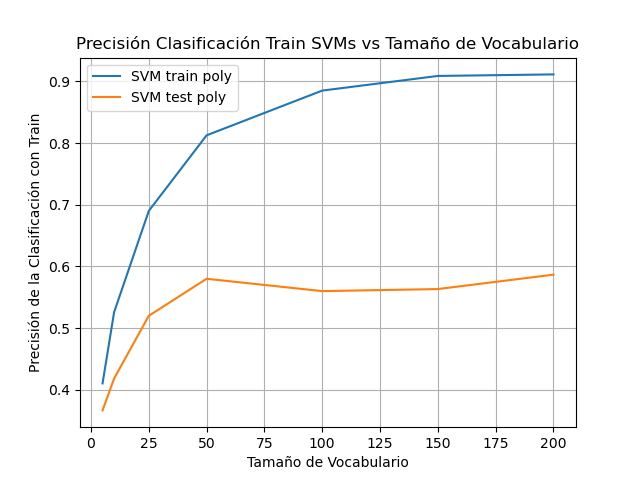 Precisión Clasificación Train SVMs vs Tamaño de Vocabulario
SVM train poly
SVM test poly
Precisión de la Clasificación con Train
0.9
0.8
0.7
0.6
0.5
0.4
0 25 50 75 100 125 150 175 200
Tamaño de Vocabulario